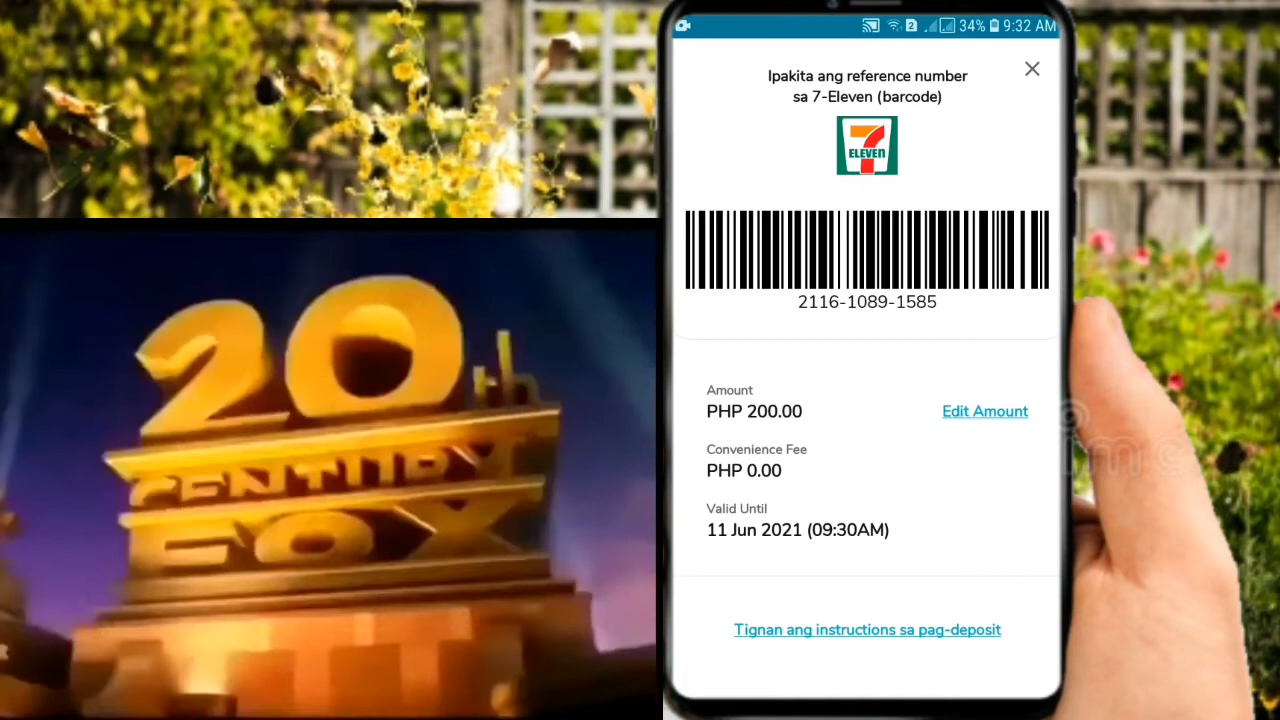 34% 9:32 AM
Ipakita ang reference number
sa 7-Eleven (barcode)
7
ELEVEN
2116-1089-1585
Amount
PHP 200.00
Edit Amount
Convenience Fee
PHP 0.00
Valid Until
11 Jun 2021 (09:30AM)
Tignan ang instructions sa pag-deposit
20th
CENTURY
FOX